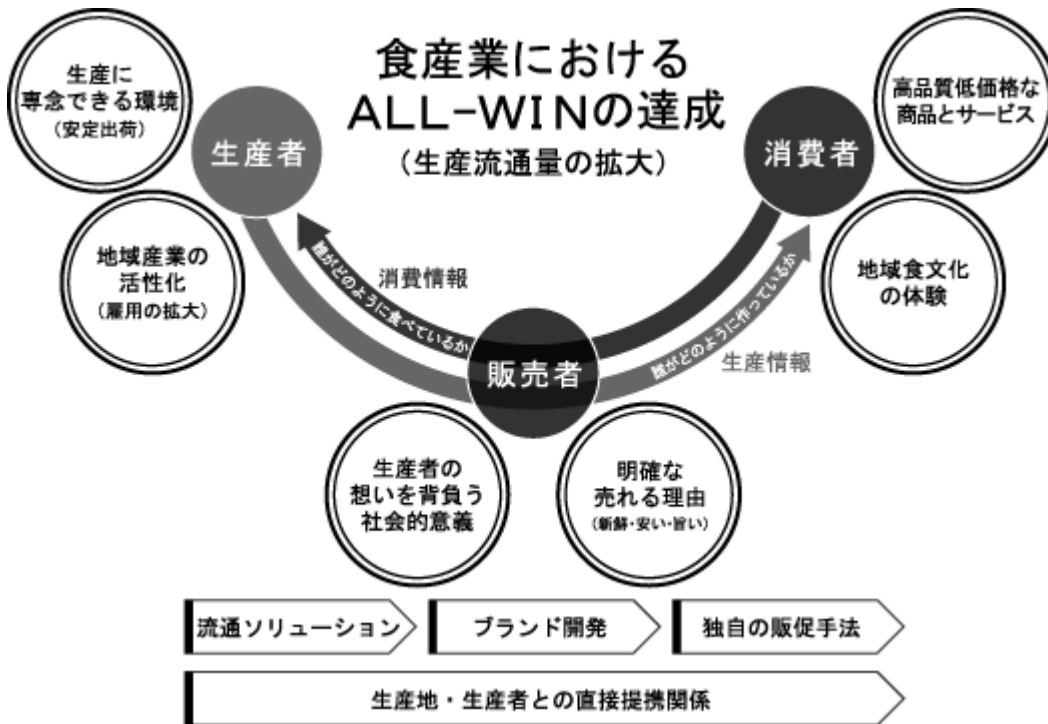 食産業における
ALL-WINの達成
(生産流通量の拡大)
生産に
専念できる環境
(安定出荷)
生産者
地域産業の
活性化
(雇用の拡大)
高品質低価格な
商品とサービス
消費者
地域食文化
の体験
消費情報
誰がどのように食べているか
販売者
誰がどのように作っているか
生産情報
生産者の
想いを背負う
社会的意義
明確な
売れる理由
(新鮮・安い・旨い)
流通ソリューション
ブランド開発
独自の販促手法
生産地・生産者との直接提携関係